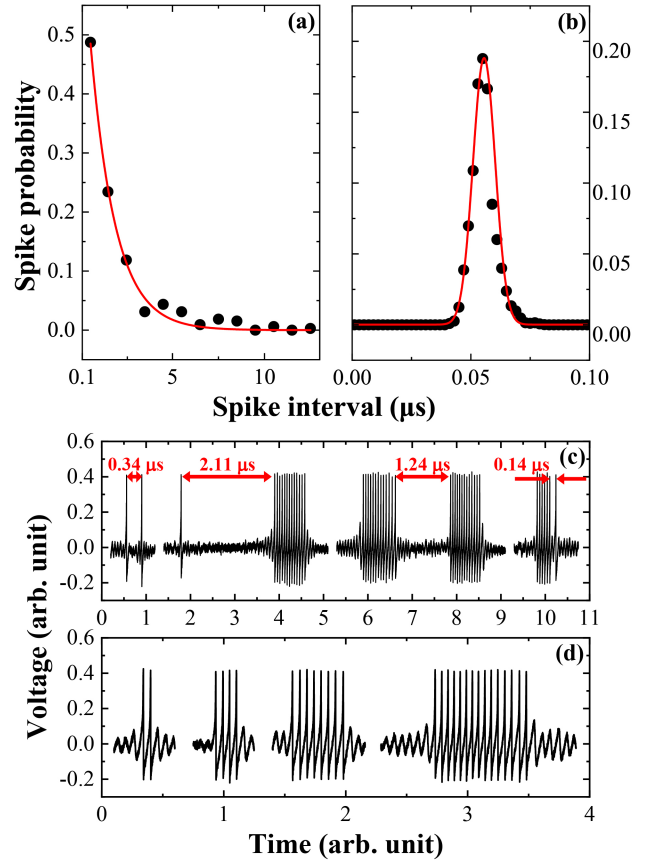 (a)
(b)
0.5
0.4
0.3
0.2
0.1
0.0
0.20
0.15
0.10
0.05
0.00
Spike probability
0.1
5
10
0.00
0.05
0.10
Spike interval (μs)
0.6
0.4
0.2
0.0
-0.2
(c)
0.34 μs
2.11 μs
1.24 μs
0.14 μs
0 1 2 3 4 5 6 7 8 9 10 11
Voltage (arb. unit)
0.6
0.4
0.2
0.0
-0.2
(d)
0 1 2 3 4
Time (arb. unit)